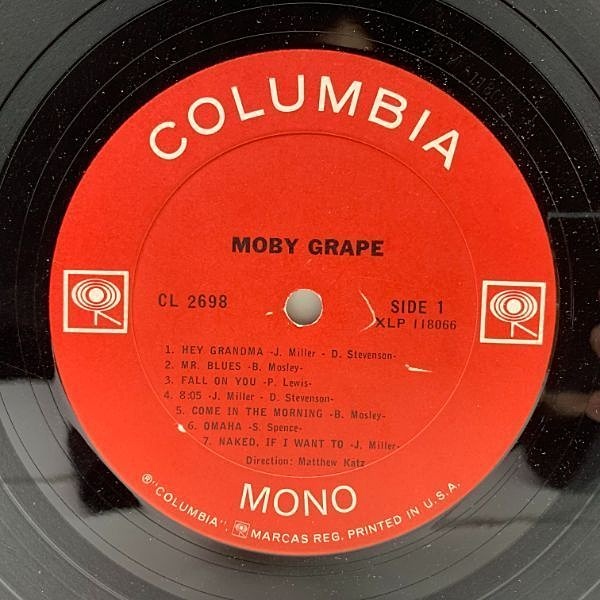 COLUMBIA
MOBY GRAPE
CL 2698
SIDE 1
XLP 118066
1. HEY GRANDMA -J. Miller - D. Stevenson-
2. MR. BLUES -B. Mosley-
3. FALL ON YOU -P. Lewis-
4. 8:05 -J. Miller - D. Stevenson-
5. COME IN THE MORNING -B. Mosley-
6. OMAHA -S. Spence-
7. NAKED, IF I WANT TO -J. Miller-
Direction: Matthew Katz
MONO
®"COLUMBIA", MARCAS REG. PRINTED IN U.S.A.